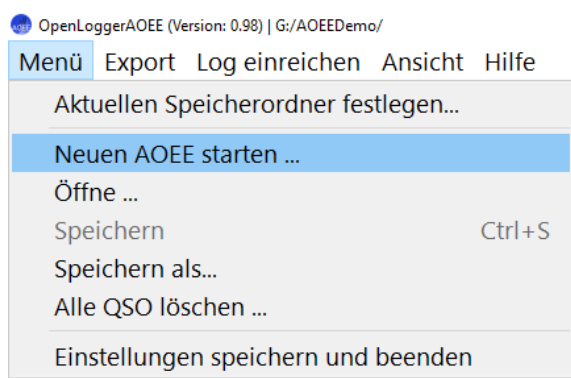 OpenLoggerAOEE (Version: 0.98) | G:/AOEEDemo/
Menü Export Log einreichen Ansicht Hilfe
Aktuellen Speicherordner festlegen...
Neuen AOEE starten ...
Öffne ...
Speichern Ctrl+S
Speichern als...
Alle QSO löschen ...
Einstellungen speichern und beenden